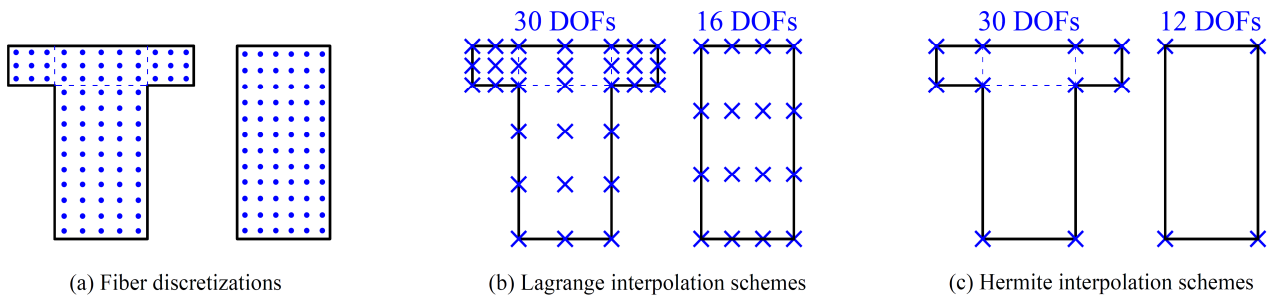 30 DOFs 16 DOFs 30 DOFs 12 DOFs
(a) Fiber discretizations (b) Lagrange interpolation schemes (c) Hermite interpolation schemes